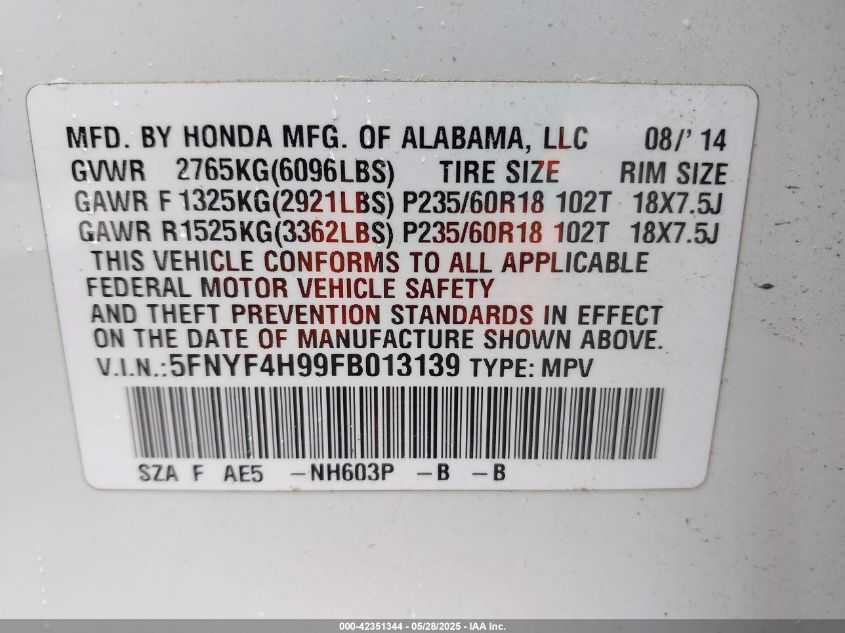 MFD. BY HONDA MFG. OF ALABAMA, LLC 08/' 14
GVWR 2765KG(6096LBS) TIRE SIZE RIM SIZE
GAWR F 1325KG(2921LBS) P235/60R18 102T 18X7.5J
GAWR R1525KG(3362LBS) P235/60R18 102T 18X7.5J
THIS VEHICLE CONFORMS TO ALL APPLICABLE
FEDERAL MOTOR VEHICLE SAFETY
AND THEFT PREVENTION STANDARDS IN EFFECT
ON THE DATE OF MANUFACTURE SHOWN ABOVE.
V.I.N.:5FNYF4H99FB013139 TYPE: MPV
SZA F AE5 -NH603P -B -B
000-42351344 - 05/28/2025 - IAA Inc.